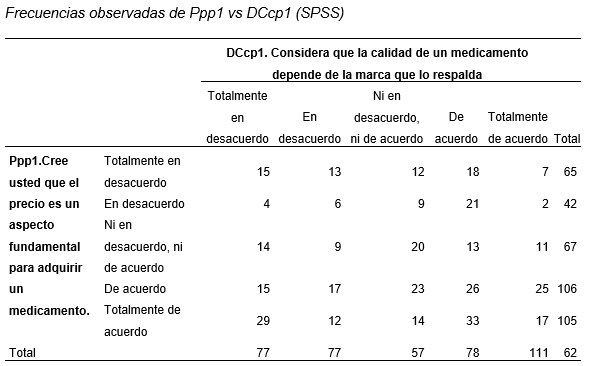 Frecuencias observadas de Ppp1 vs DCcp1 (SPSS)
DCcp1. Considera que la calidad de un medicamento
depende de la marca que lo respalda
Totalmente en desacuerdo En desacuerdo Ni en desacuerdo, ni de acuerdo De acuerdo Totalmente de acuerdo Total
Ppp1.Cree usted que el precio es un aspecto fundamental para adquirir un medicamento.
Totalmente en desacuerdo 15 13 12 18 7 65
En desacuerdo 4 6 9 21 2 42
Ni en desacuerdo, ni de acuerdo 14 9 20 13 11 67
De acuerdo 15 17 23 26 25 106
Totalmente de acuerdo 29 12 14 33 17 105
Total 77 77 57 78 111 62